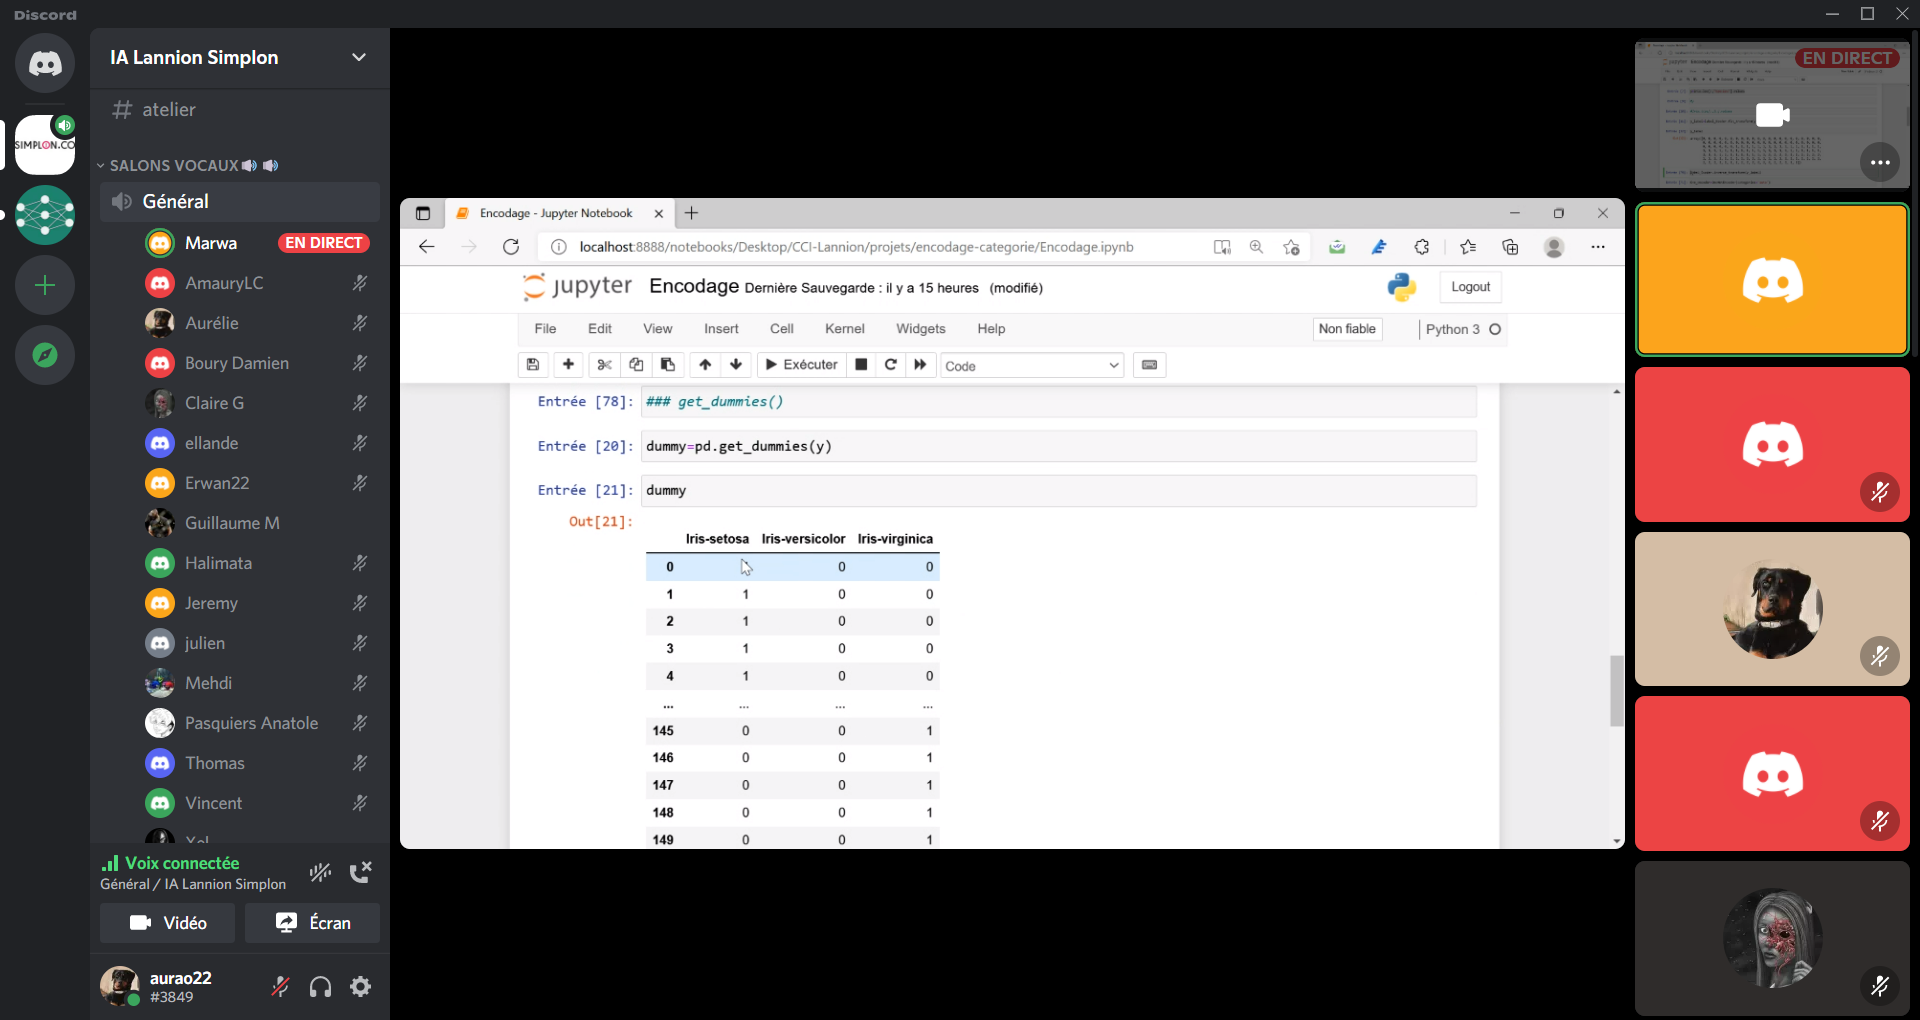 Discord
IA Lannion Simplon
# atelier
SALONS VOCAUX
Général
Marwa EN DIRECT
AmauryLC
Aurélie
Boury Damien
Claire G
ellande
Erwan22
Guillaume M
Halimata
Jeremy
julien
Mehdi
Pasquiers Anatole
Thomas
Vincent
Voix connectée
Général / IA Lannion Simplon
Vidéo
Écran
aurao22
#3849
SIMPLON.CO
Encodage - Jupyter Notebook
localhost:8888/notebooks/Desktop/CCI-Lannion/projets/encodage-categorie/Encodage.ipynb
jupyter Encodage Dernière Sauvegarde : il y a 15 heures (modifié)
Logout
File Edit View Insert Cell Kernel Widgets Help
Non fiable
Python 3
Exécuter
Code
Entrée [78]: ### get_dummies()
Entrée [20]: dummy=pd.get_dummies(y)
Entrée [21]: dummy
Out[21]:
Iris-setosa Iris-versicolor Iris-virginica
0 0 0
1 1 0 0
2 1 0 0
3 1 0 0
4 1 0 0
... ... ... ...
145 0 0 1
146 0 0 1
147 0 0 1
148 0 0 1
149 0 0 1
EN DIRECT